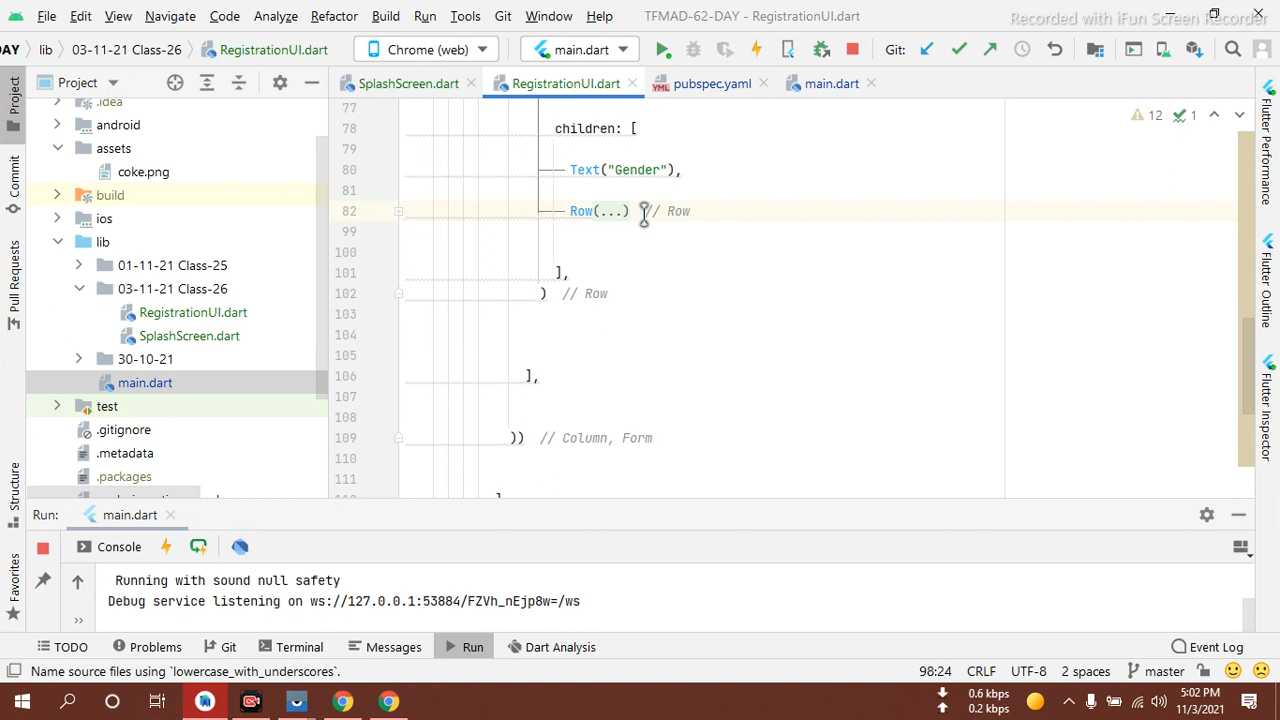 File Edit View Navigate Code Analyze Refactor Build Run Tools Git Window Help TFMAD-62-DAY - RegistrationUI.dart
Recorded with iFun Screen Recorder
DAY lib 03-11-21 Class-26 RegistrationUI.dart Chrome (web) main.dart Git:
Project SplashScreen.dart RegistrationUI.dart YML pubspec.yaml main.dart
.idea
android
assets
coke.png
build
ios
lib
01-11-21 Class-25
03-11-21 Class-26
RegistrationUI.dart
SplashScreen.dart
30-10-21
main.dart
test
.gitignore
.metadata
.packages
77
78 children: [
79
80 Text("Gender"),
81
82 Row(...) // Row
99
100
101 ],
102 ) // Row
103
104
105
106 ],
107
108
109 )) // Column, Form
110
111
12 1
Project
Commit
Pull Requests
Structure
Favorites
Flutter Performance
Flutter Outline
Flutter Inspector
Run: main.dart
Console
Running with sound null safety
Debug service listening on ws://127.0.0.1:53884/FZVh_nEjp8w=/ws
TODO Problems Git Terminal Messages Run Dart Analysis Event Log
Name source files using `lowercase_with_underscores`. 98:24 CRLF UTF-8 2 spaces master
0.6 kbps
0.2 kbps
5:02 PM
11/3/2021